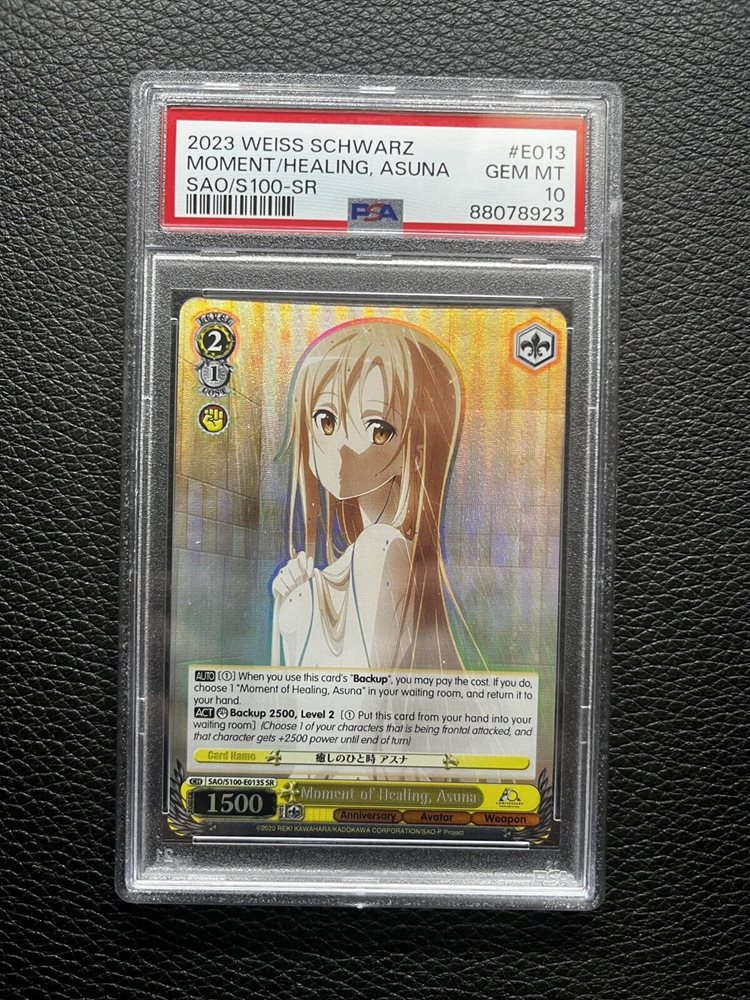 2023 WEISS SCHWARZ #E013
MOMENT/HEALING, ASUNA GEM MT
SAO/S100-SR 10
PSA 88078923
LEVEL
2
1
COST
AUTO [①] When you use this card's "Backup", you may pay the cost. If you do,
choose 1 "Moment of Healing, Asuna" in your waiting room, and return it to
your hand.
ACT Backup 2500, Level 2 [① Put this card from your hand into your
waiting room] (Choose 1 of your characters that is being frontal attacked, and
that character gets +2500 power until end of turn)
Card Name 癒しのひと時 アスナ
CH SAO/S100-E013S SR
1500 Moment of Healing, Asuna
Anniversary Avatar Weapon
©2020 REKI KAWAHARA/KADOKAWA CORPORATION/SAO-P Project